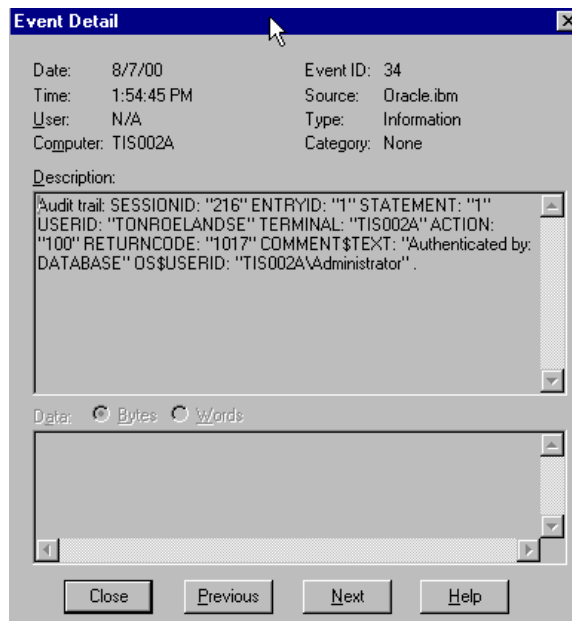 Event Detail
Date: 8/7/00 Event ID: 34
Time: 1:54:45 PM Source: Oracle.ibm
User: N/A Type: Information
Computer: TIS002A Category: None
Description:
Audit trail: SESSIONID: "216" ENTRYID: "1" STATEMENT: "1"
USERID: "TONROELANDSE" TERMINAL: "TIS002A" ACTION:
"100" RETURNCODE: "1017" COMMENT$TEXT: "Authenticated by:
DATABASE" OS$USERID: "TIS002A\Administrator" .
Data: Bytes Words
Close Previous Next Help